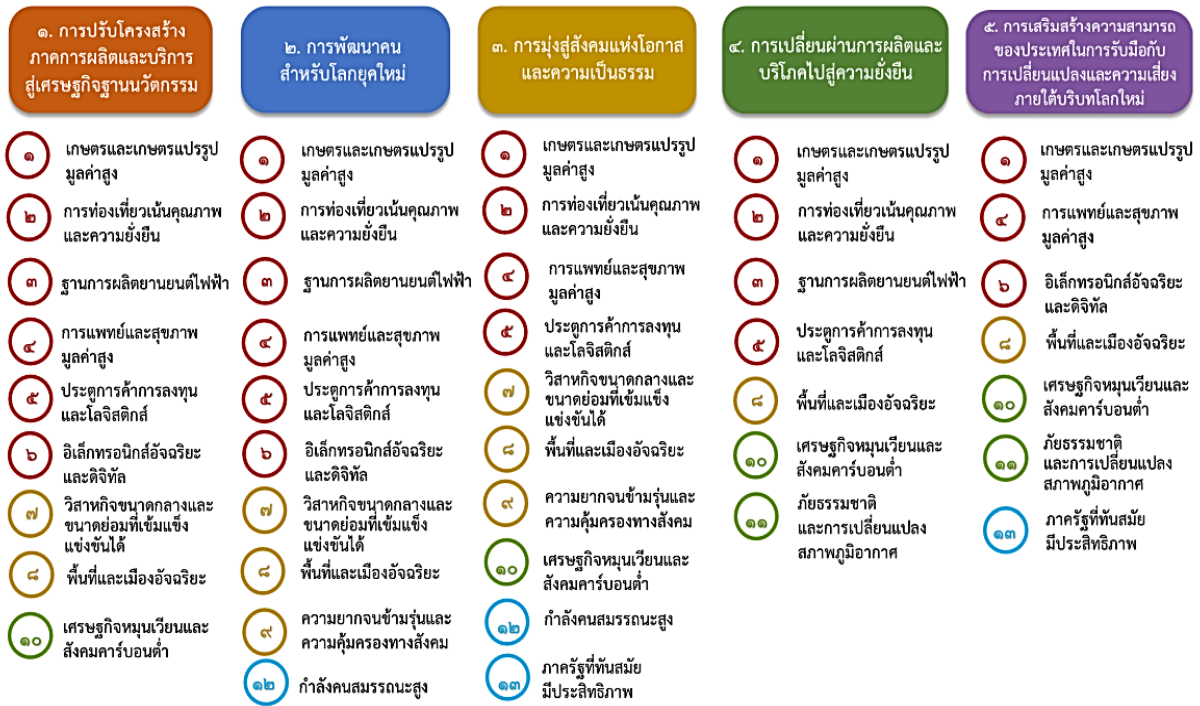 ๑. การปรับโครงสร้าง
ภาคการผลิตและบริการ
สู่เศรษฐกิจฐานนวัตกรรม
๑
เกษตรและเกษตรแปรรูป
มูลค่าสูง
๒
การท่องเที่ยวเน้นคุณภาพ
และความยั่งยืน
๓
ฐานการผลิตยานยนต์ไฟฟ้า
๔
การแพทย์และสุขภาพ
มูลค่าสูง
๕
ประตูการค้าการลงทุน
และโลจิสติกส์
๖
อิเล็กทรอนิกส์อัจฉริยะ
และดิจิทัล
๗
วิสาหกิจขนาดกลางและ
ขนาดย่อมที่เข้มแข็ง
แข่งขันได้
๘
พื้นที่และเมืองอัจฉริยะ
๑๐
เศรษฐกิจหมุนเวียนและ
สังคมคาร์บอนต่ำ
๒. การพัฒนาคน
สำหรับโลกยุคใหม่
๑
เกษตรและเกษตรแปรรูป
มูลค่าสูง
๒
การท่องเที่ยวเน้นคุณภาพ
และความยั่งยืน
๓
ฐานการผลิตยานยนต์ไฟฟ้า
๔
การแพทย์และสุขภาพ
มูลค่าสูง
๕
ประตูการค้าการลงทุน
และโลจิสติกส์
๖
อิเล็กทรอนิกส์อัจฉริยะ
และดิจิทัล
๗
วิสาหกิจขนาดกลางและ
ขนาดย่อมที่เข้มแข็ง
แข่งขันได้
๘
พื้นที่และเมืองอัจฉริยะ
๙
ความยากจนข้ามรุ่นและ
ความคุ้มครองทางสังคม
๑๒
กำลังคนสมรรถนะสูง
๓. การมุ่งสู่สังคมแห่งโอกาส
และความเป็นธรรม
๑
เกษตรและเกษตรแปรรูป
มูลค่าสูง
๒
การท่องเที่ยวเน้นคุณภาพ
และความยั่งยืน
๔
การแพทย์และสุขภาพ
มูลค่าสูง
๕
ประตูการค้าการลงทุน
และโลจิสติกส์
๗
วิสาหกิจขนาดกลางและ
ขนาดย่อมที่เข้มแข็ง
แข่งขันได้
๘
พื้นที่และเมืองอัจฉริยะ
๙
ความยากจนข้ามรุ่นและ
ความคุ้มครองทางสังคม
๑๐
เศรษฐกิจหมุนเวียนและ
สังคมคาร์บอนต่ำ
๑๒
กำลังคนสมรรถนะสูง
๑๓
ภาครัฐที่ทันสมัย
มีประสิทธิภาพ
๔. การเปลี่ยนผ่านการผลิตและ
บริโภคไปสู่ความยั่งยืน
๑
เกษตรและเกษตรแปรรูป
มูลค่าสูง
๒
การท่องเที่ยวเน้นคุณภาพ
และความยั่งยืน
๓
ฐานการผลิตยานยนต์ไฟฟ้า
๕
ประตูการค้าการลงทุน
และโลจิสติกส์
๘
พื้นที่และเมืองอัจฉริยะ
๑๐
เศรษฐกิจหมุนเวียนและ
สังคมคาร์บอนต่ำ
๑๑
ภัยธรรมชาติ
และการเปลี่ยนแปลง
สภาพภูมิอากาศ
๕. การเสริมสร้างความสามารถ
ของประเทศในการรับมือกับ
การเปลี่ยนแปลงและความเสี่ยง
ภายใต้บริบทโลกใหม่
๑
เกษตรและเกษตรแปรรูป
มูลค่าสูง
๔
การแพทย์และสุขภาพ
มูลค่าสูง
๖
อิเล็กทรอนิกส์อัจฉริยะ
และดิจิทัล
๘
พื้นที่และเมืองอัจฉริยะ
๑๐
เศรษฐกิจหมุนเวียนและ
สังคมคาร์บอนต่ำ
๑๑
ภัยธรรมชาติ
และการเปลี่ยนแปลง
สภาพภูมิอากาศ
๑๓
ภาครัฐที่ทันสมัย
มีประสิทธิภาพ